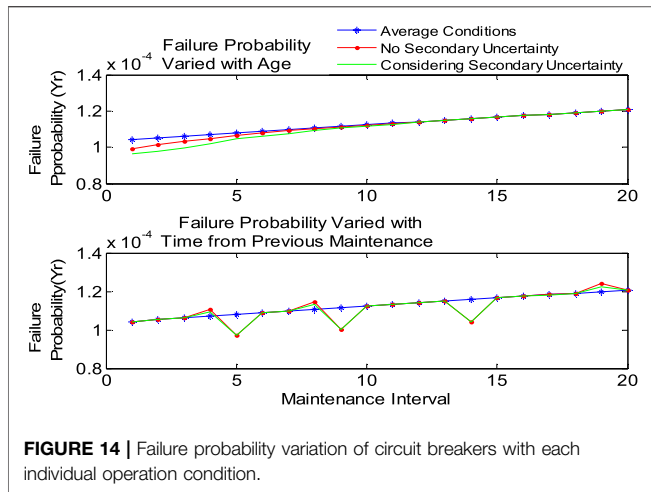 Failure Probability
Varied with Age
Average Conditions
No Secondary Uncertainty
Considering Secondary Uncertainty
x 10-4
1.4
1.2
1
0.8
Failure
Pprobability (Yr)
0
5
10
15
20
Failure Probability Varied with
Time from Previous Maintenance
x 10-4
1.4
1.2
1
0.8
Failure
Probability(Yr)
0
5
10
15
20
Maintenance Interval
FIGURE 14 | Failure probability variation of circuit breakers with each
individual operation condition.